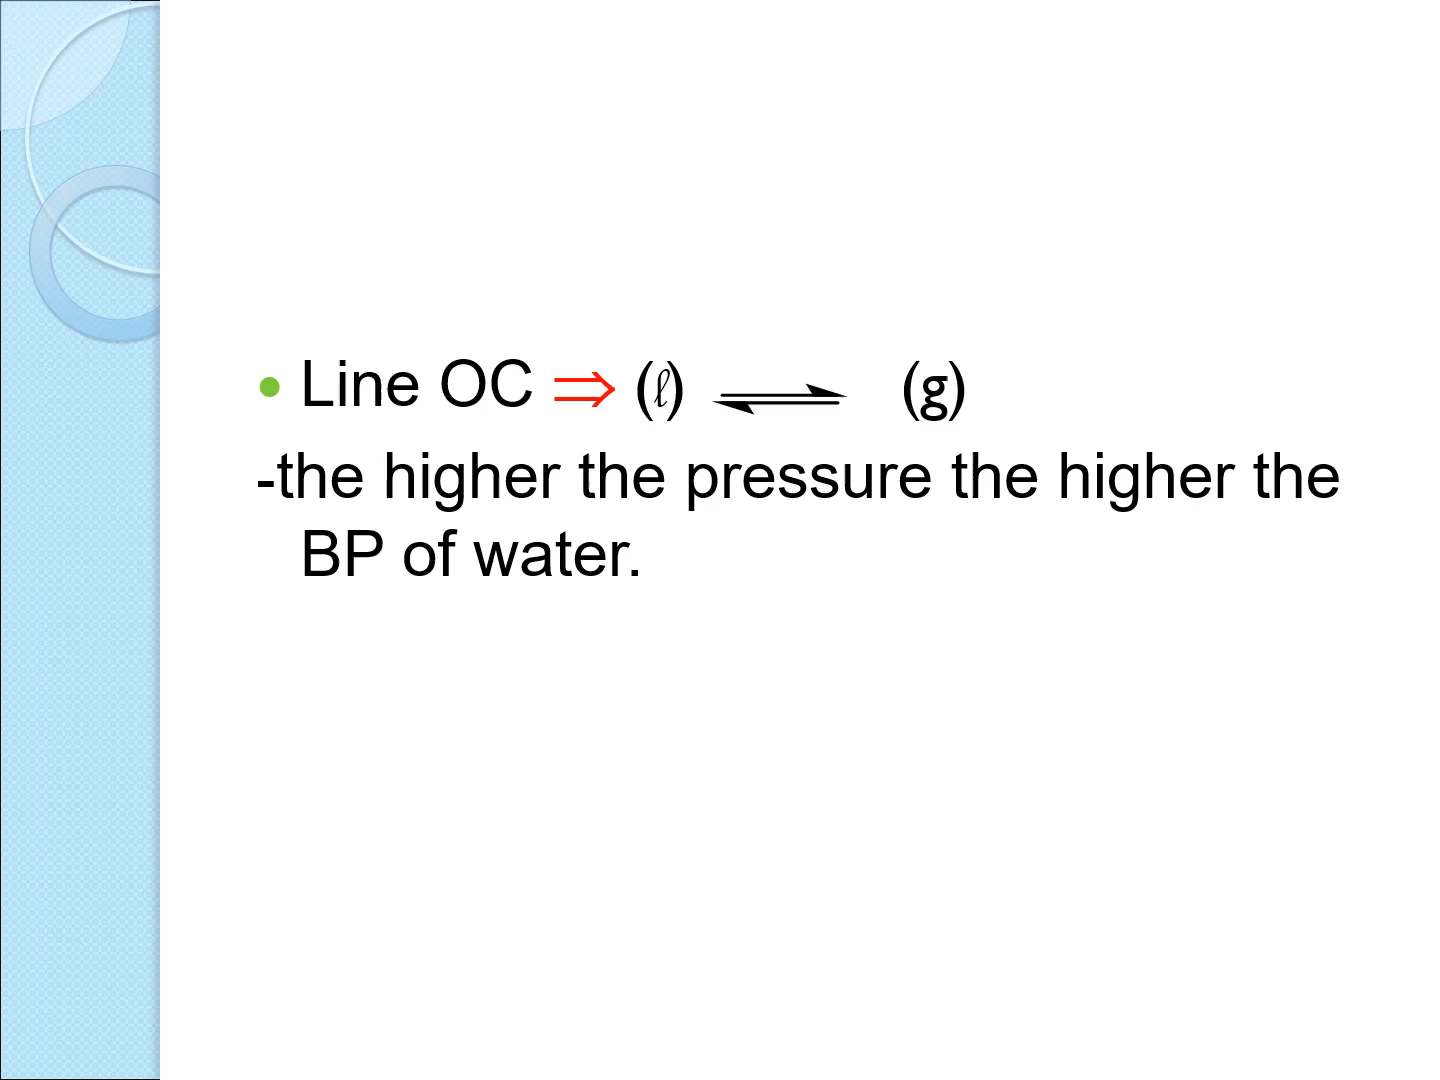 • Line OC ⇒ (ℓ) ⇌ (g)
-the higher the pressure the higher the
BP of water.